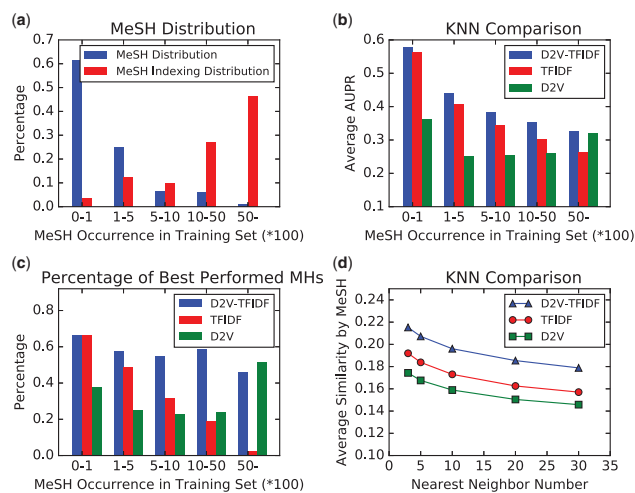 (a) MeSH Distribution
0.7
0.6
0.5
0.4
0.3
0.2
0.1
0.0
Percentage
MeSH Distribution
MeSH Indexing Distribution
0-1 1-5 5-10 10-50 50-
MeSH Occurrence in Training Set (*100)
(b) KNN Comparison
0.6
0.5
0.4
0.3
0.2
0.1
Average AUPR
D2V-TFIDF
TFIDF
D2V
0-1 1-5 5-10 10-50 50-
MeSH Occurrence in Training Set (*100)
(c) Percentage of Best Performed MHs
0.8
0.6
0.4
0.2
0.0
Percentage
D2V-TFIDF
TFIDF
D2V
0-1 1-5 5-10 10-50 50-
MeSH Occurrence in Training Set (*100)
(d) KNN Comparison
0.24
0.22
0.20
0.18
0.16
0.14
0.12
0.10
Average Similarity by MeSH
D2V-TFIDF
TFIDF
D2V
0 5 10 15 20 25 30 35
Nearest Neighbor Number